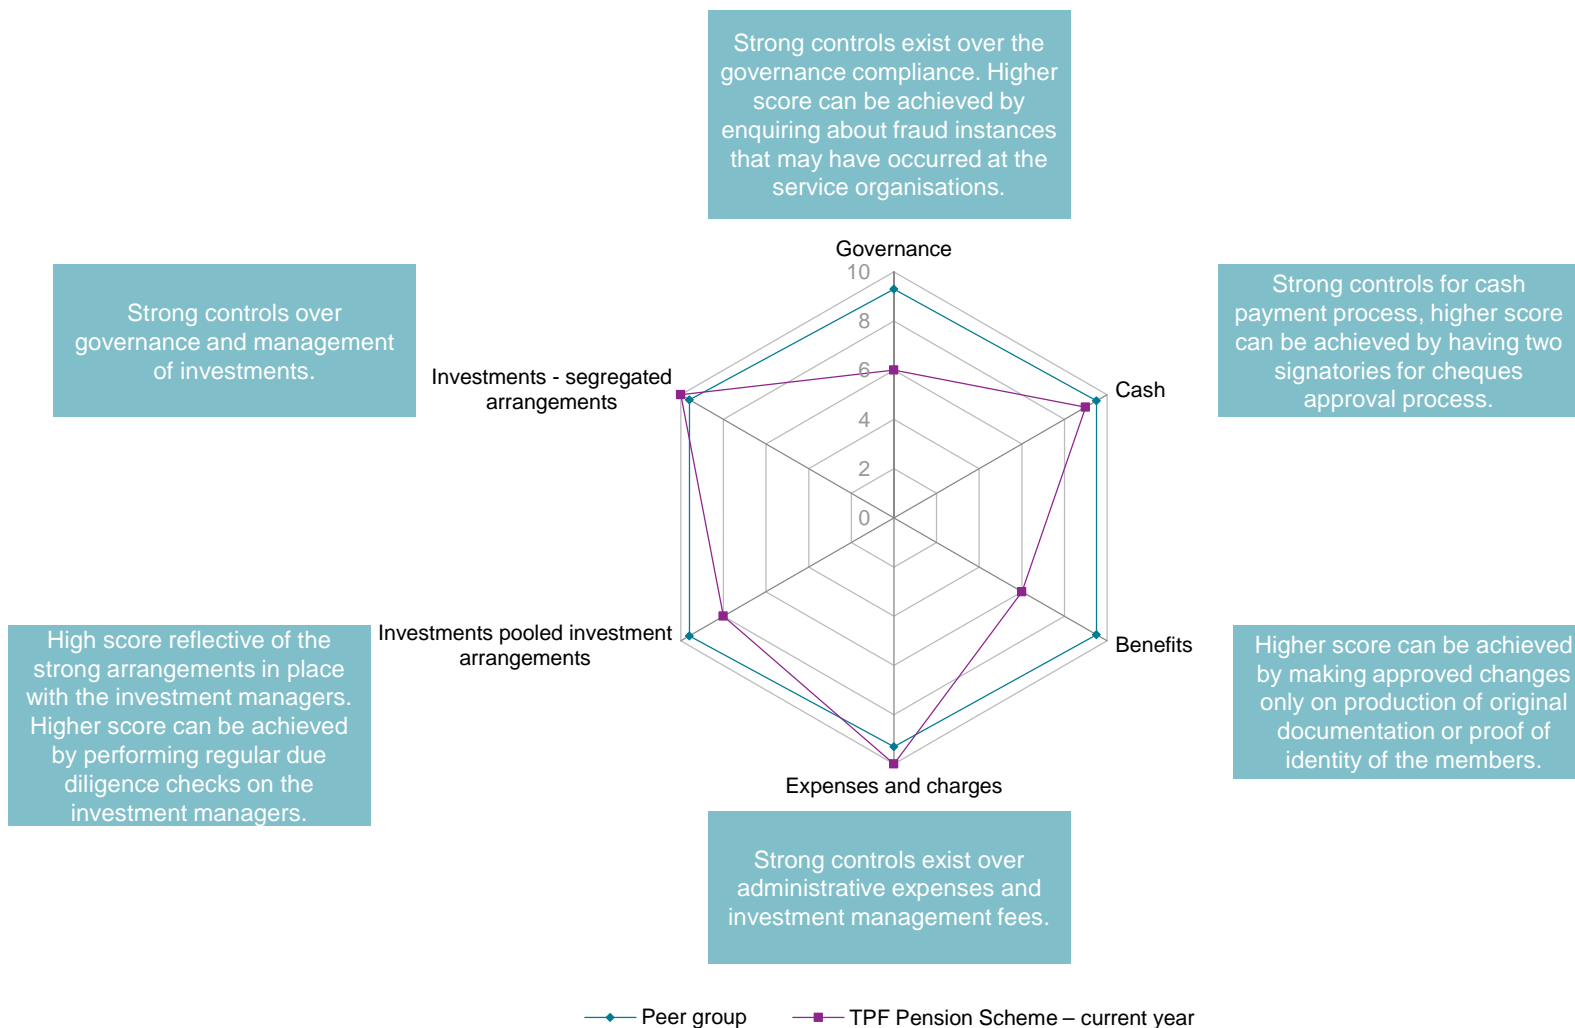 Strong controls exist over the
governance compliance. Higher
score can be achieved by
enquiring about fraud instances
that may have occurred at the
service organisations.
Governance
10
8
6
4
2
0
Strong controls over
governance and management
of investments.
Investments - segregated
arrangements
Strong controls for cash
payment process, higher score
can be achieved by having two
signatories for cheques
approval process.
Cash
High score reflective of the
strong arrangements in place
with the investment managers.
Higher score can be achieved
by performing regular due
diligence checks on the
investment managers.
Investments pooled investment
arrangements
Benefits
Higher score can be achieved
by making approved changes
only on production of original
documentation or proof of
identity of the members.
Expenses and charges
Strong controls exist over
administrative expenses and
investment management fees.
Peer group
TPF Pension Scheme – current year